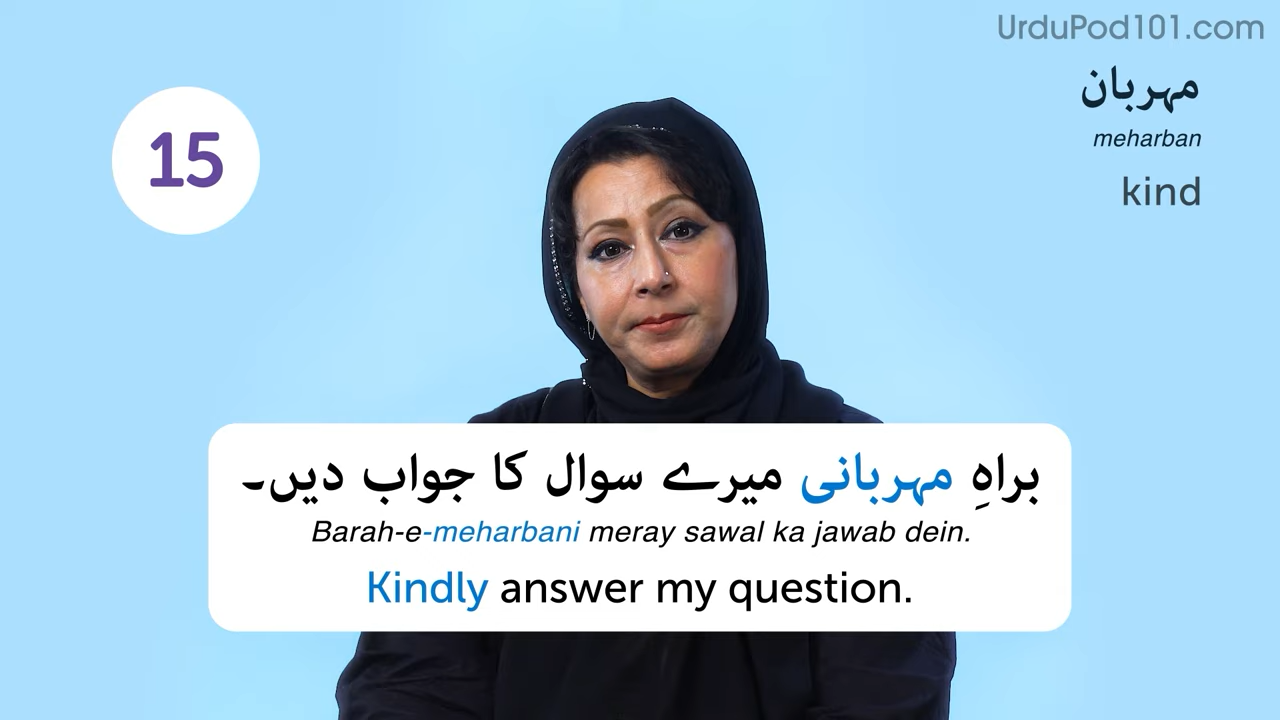 UrduPod101.com
15
مہربان
meharban
kind
براہِ مہربانی میرے سوال کا جواب دیں۔
Barah-e-meharbani meray sawal ka jawab dein.
Kindly answer my question.